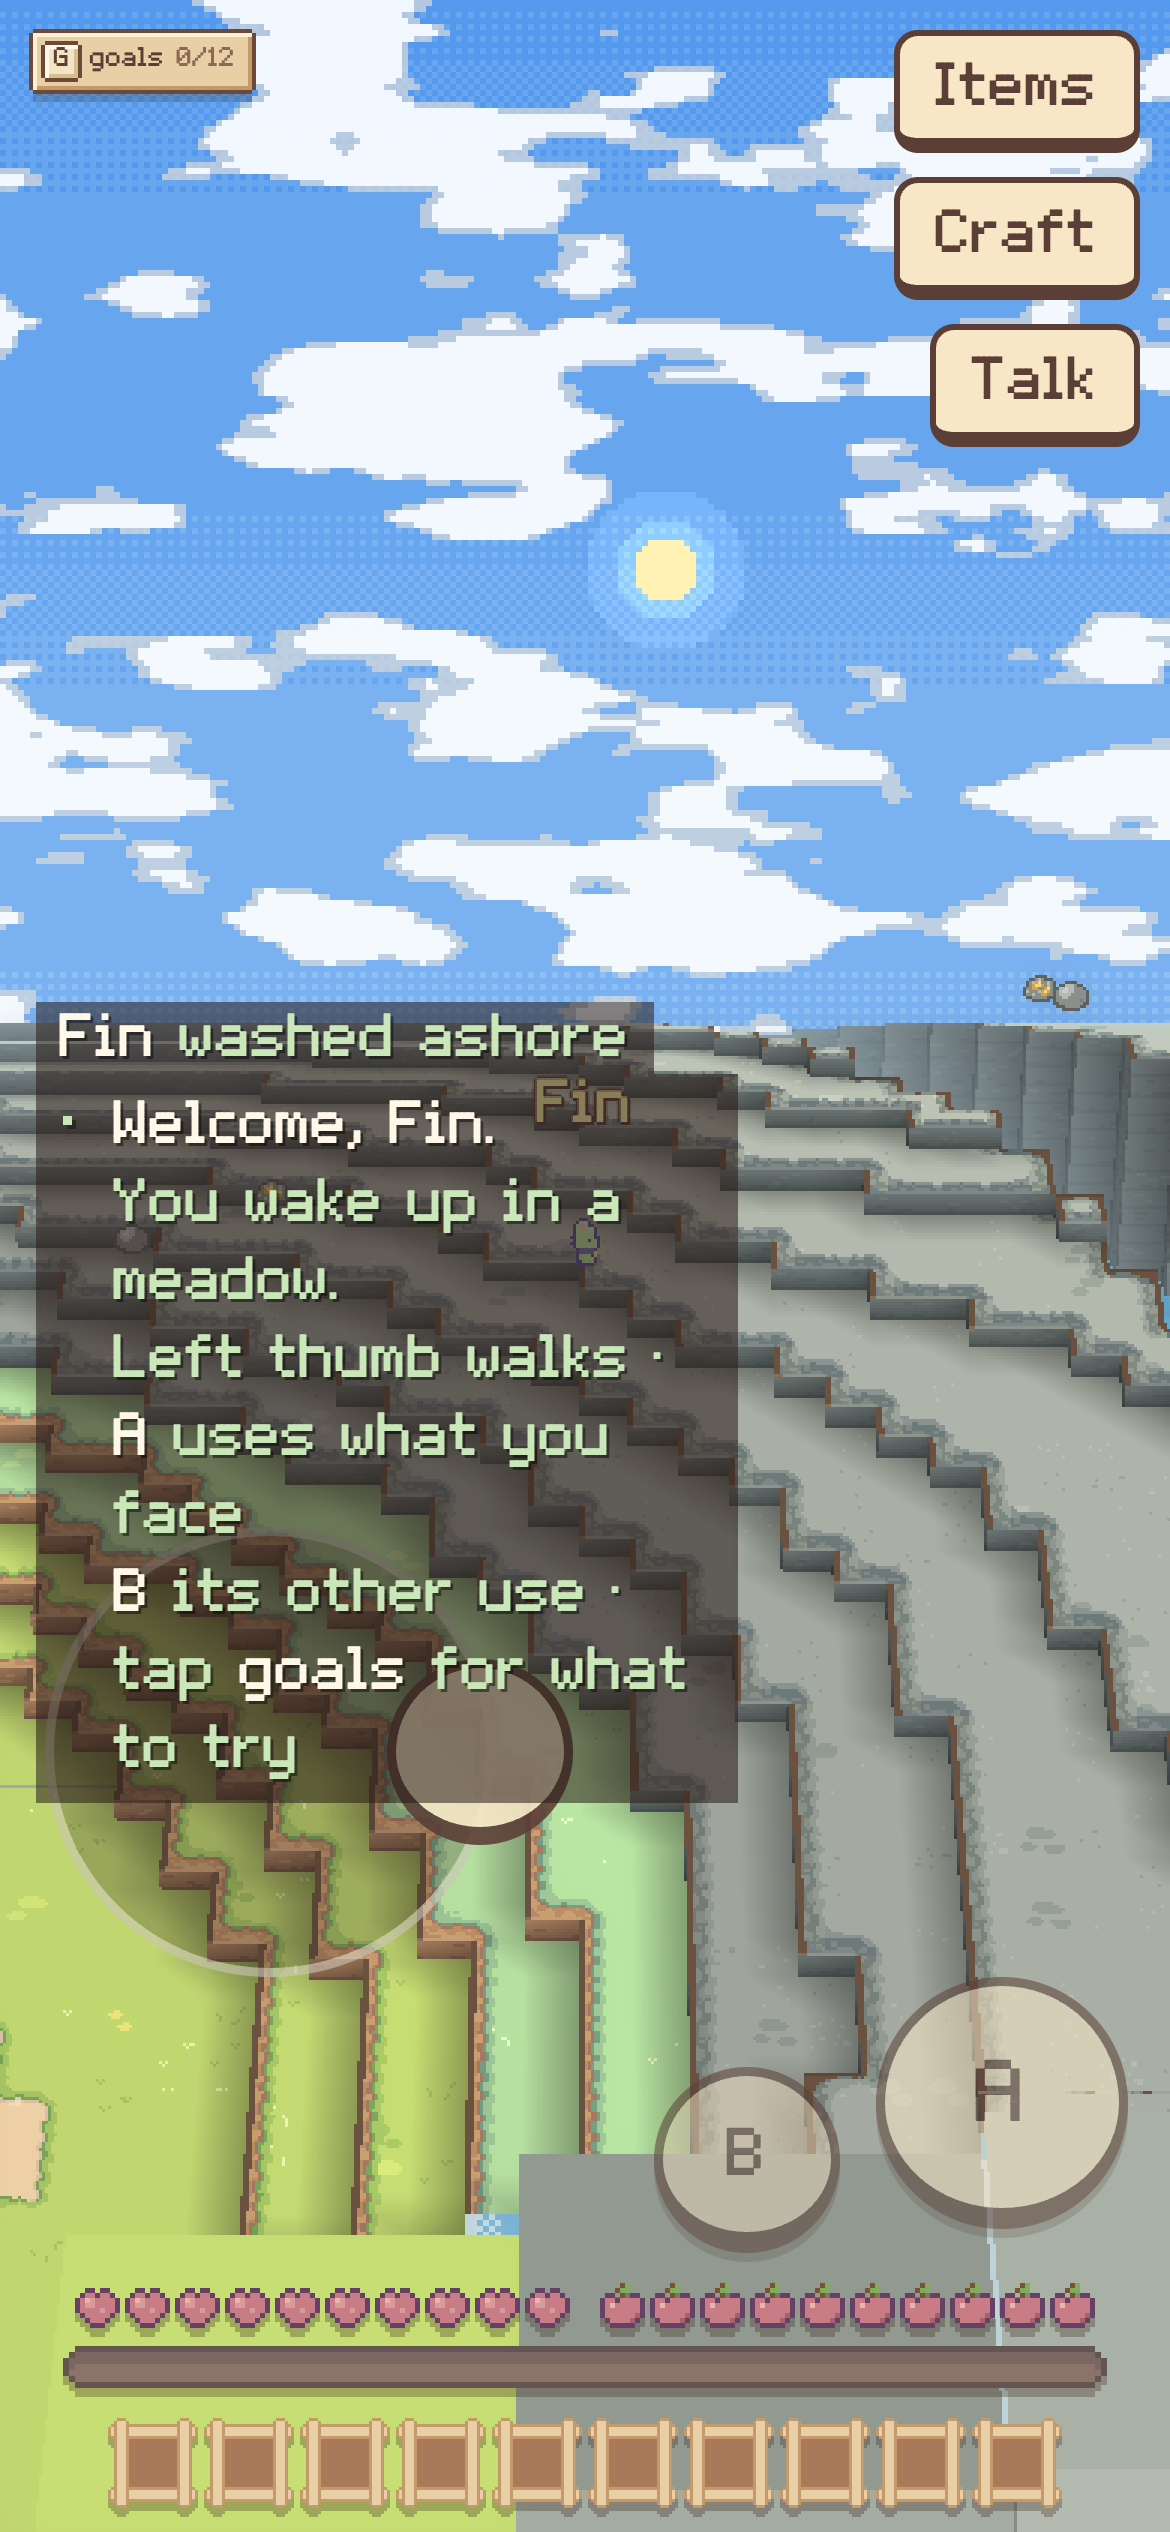 G goals 0/12
Items
Craft
Talk
Fin washed ashore
Fin
· Welcome, Fin.
You wake up in a
meadow.
Left thumb walks ·
A uses what you
face
B its other use ·
tap goals for what
to try
A
B